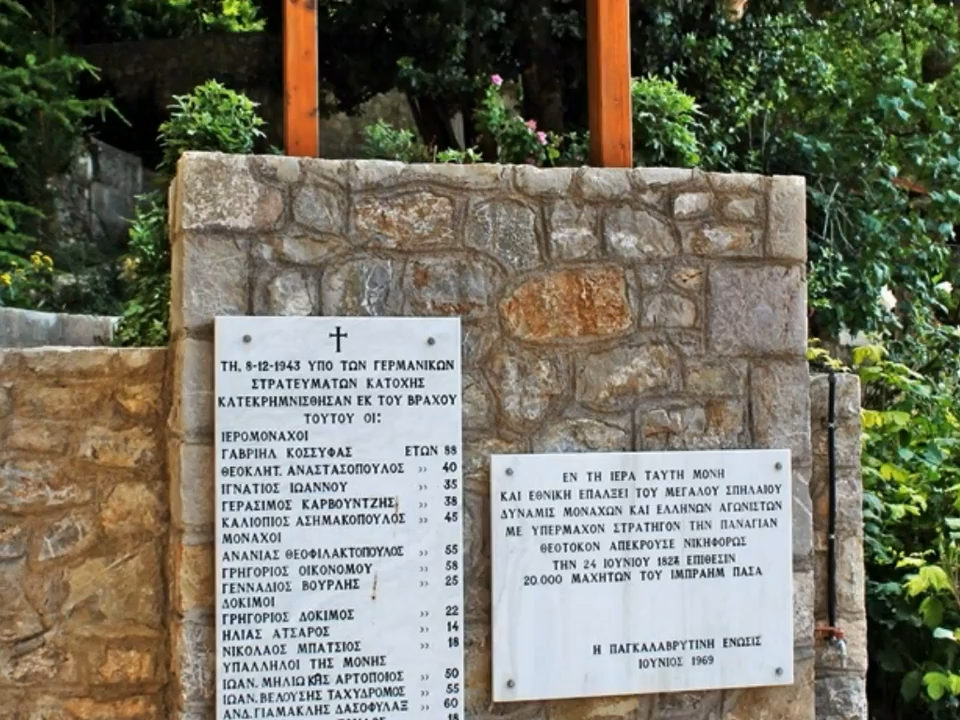 ΤΗ, 8-12-1943 ΥΠΟ ΤΩΝ ΓΕΡΜΑΝΙΚΩΝ
ΣΤΡΑΤΕΥΜΑΤΩΝ ΚΑΤΟΧΗΣ
ΚΑΤΕΚΡΗΜΝΙΣΘΗΣΑΝ ΕΚ ΤΟΥ ΒΡΑΧΟΥ
ΤΟΥΤΟΥ ΟΙ:
ΙΕΡΟΜΟΝΑΧΟΙ
ΓΑΒΡΙΗΛ ΚΟΣΣΥΦΑΣ ΕΤΩΝ 88
ΘΕΟΚΛΗΤ. ΑΝΑΣΤΑΣΟΠΟΥΛΟΣ ,, 40
ΙΓΝΑΤΙΟΣ ΙΩΑΝΝΟΥ ,, 35
ΓΕΡΑΣΙΜΟΣ ΚΑΡΒΟΥΝΤΖΗΣ ,, 38
ΚΑΛΙΟΠΙΟΣ ΑΣΗΜΑΚΟΠΟΥΛΟΣ ,, 45
ΜΟΝΑΧΟΙ
ΑΝΑΝΙΑΣ ΘΕΟΦΙΛΑΚΤΟΠΟΥΛΟΣ ,, 55
ΓΡΗΓΟΡΙΟΣ ΟΙΚΟΝΟΜΟΥ ,, 58
ΓΕΝΝΑΔΙΟΣ ΒΟΥΡΛΗΣ ,, 25
ΔΟΚΙΜΟΙ
ΓΡΗΓΟΡΙΟΣ ΔΟΚΙΜΟΣ ,, 22
ΗΛΙΑΣ ΑΤΣΑΡΟΣ ,, 14
ΝΙΚΟΛΑΟΣ ΜΠΑΤΣΙΟΣ ,, 18
ΥΠΑΛΛΗΛΟΙ ΤΗΣ ΜΟΝΗΣ
ΙΩΑΝ. ΜΗΛΙΩΚΑΣ ΑΡΤΟΠΟΙΟΣ ,, 50
ΙΩΑΝ. ΒΕΛΟΥΣΗΣ ΤΑΧΥΔΡΟΜΟΣ ,, 55
ΑΝΔ. ΓΙΑΜΑΚΛΗΣ ΔΑΣΟΦΥΛΑΞ ,, 60
18
ΕΝ ΤΗ ΙΕΡΑ ΤΑΥΤΗ ΜΟΝΗ
ΚΑΙ ΕΘΝΙΚΗ ΕΠΑΛΞΕΙ ΤΟΥ ΜΕΓΑΛΟΥ ΣΠΗΛΑΙΟΥ
ΔΥΝΑΜΙΣ ΜΟΝΑΧΩΝ ΚΑΙ ΕΛΛΗΝΩΝ ΑΓΩΝΙΣΤΩΝ
ΜΕ ΥΠΕΡΜΑΧΟΝ ΣΤΡΑΤΗΓΟΝ ΤΗΝ ΠΑΝΑΓΙΑΝ
ΘΕΟΤΟΚΟΝ ΑΠΕΚΡΟΥΣΕ ΝΙΚΗΦΟΡΩΣ
ΤΗΝ 24 ΙΟΥΝΙΟΥ 1827 ΕΠΙΘΕΣΙΝ
20.000 ΜΑΧΗΤΩΝ ΤΟΥ ΙΜΠΡΑΗΜ ΠΑΣΑ
Η ΠΑΓΚΑΛΑΒΡΥΤΙΝΗ ΕΝΩΣΙΣ
ΙΟΥΝΙΟΣ 1969